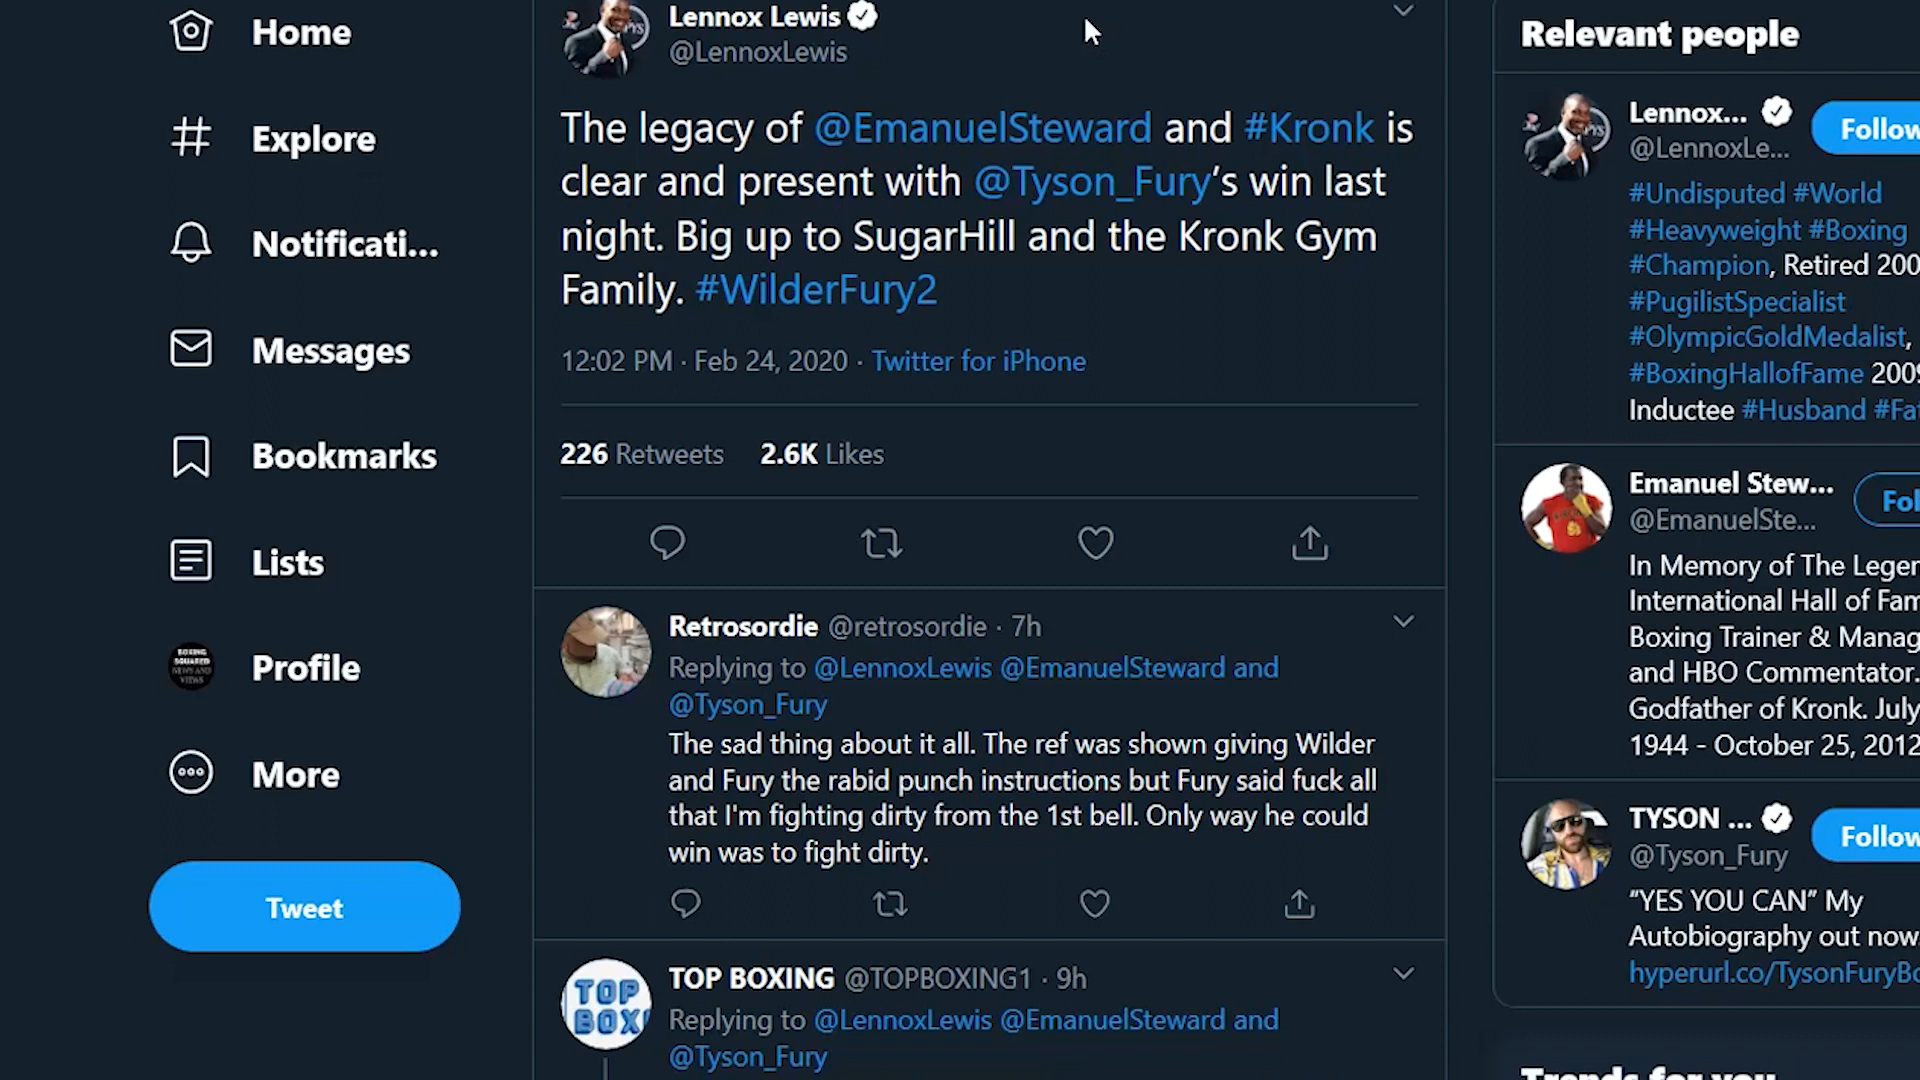 Home
Explore
Notificati...
Messages
Bookmarks
Lists
Profile
More
Tweet
Lennox Lewis
@LennoxLewis
The legacy of @EmanuelSteward and #Kronk is
clear and present with @Tyson_Fury's win last
night. Big up to SugarHill and the Kronk Gym
Family. #WilderFury2
12:02 PM · Feb 24, 2020 · Twitter for iPhone
226 Retweets 2.6K Likes
Retrosordie @retrosordie · 7h
Replying to @LennoxLewis @EmanuelSteward and
@Tyson_Fury
The sad thing about it all. The ref was shown giving Wilder
and Fury the rabid punch instructions but Fury said fuck all
that I'm fighting dirty from the 1st bell. Only way he could
win was to fight dirty.
TOP BOXING @TOPBOXING1 · 9h
Replying to @LennoxLewis @EmanuelSteward and
@Tyson_Fury
TOP
BOX
BOXING
SQUARED
NEWS AND
VIEWS
Relevant people
Lennox...
Follow
@LennoxLe...
#Undisputed #World
#Heavyweight #Boxing
#Champion, Retired 200
#PugilistSpecialist
#OlympicGoldMedalist,
#BoxingHallofFame 2009
Inductee #Husband #Fat
Emanuel Stew...
Fol
@EmanuelSte...
In Memory of The Legen
International Hall of Fam
Boxing Trainer & Manag
and HBO Commentator.
Godfather of Kronk. July
1944 - October 25, 2012
TYSON ...
Follow
@Tyson_Fury
“YES YOU CAN” My
Autobiography out now.
hyperurl.co/TysonFuryBo
Trends for you